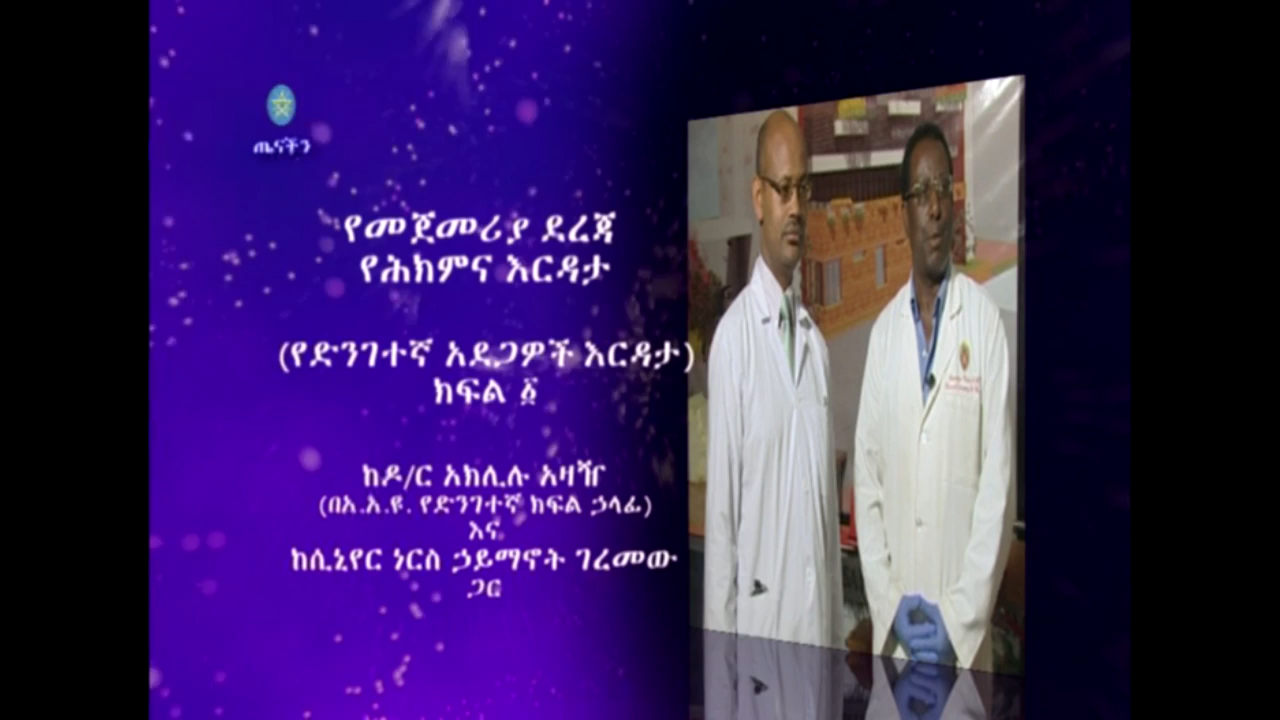 ጤናችን
የመጀመሪያ ደረጃ
የሕክምና እርዳታ
(የድንገተኛ አደጋዎች እርዳታ)
ክፍል ፩
ከዶ/ር አክሊሉ አዛዥ
(በአ.አ.ዩ. የድንገተኛ ክፍል ኃላፊ)
እና
ከሲኒየር ነርስ ኃይማኖት ገረመው
ጋር